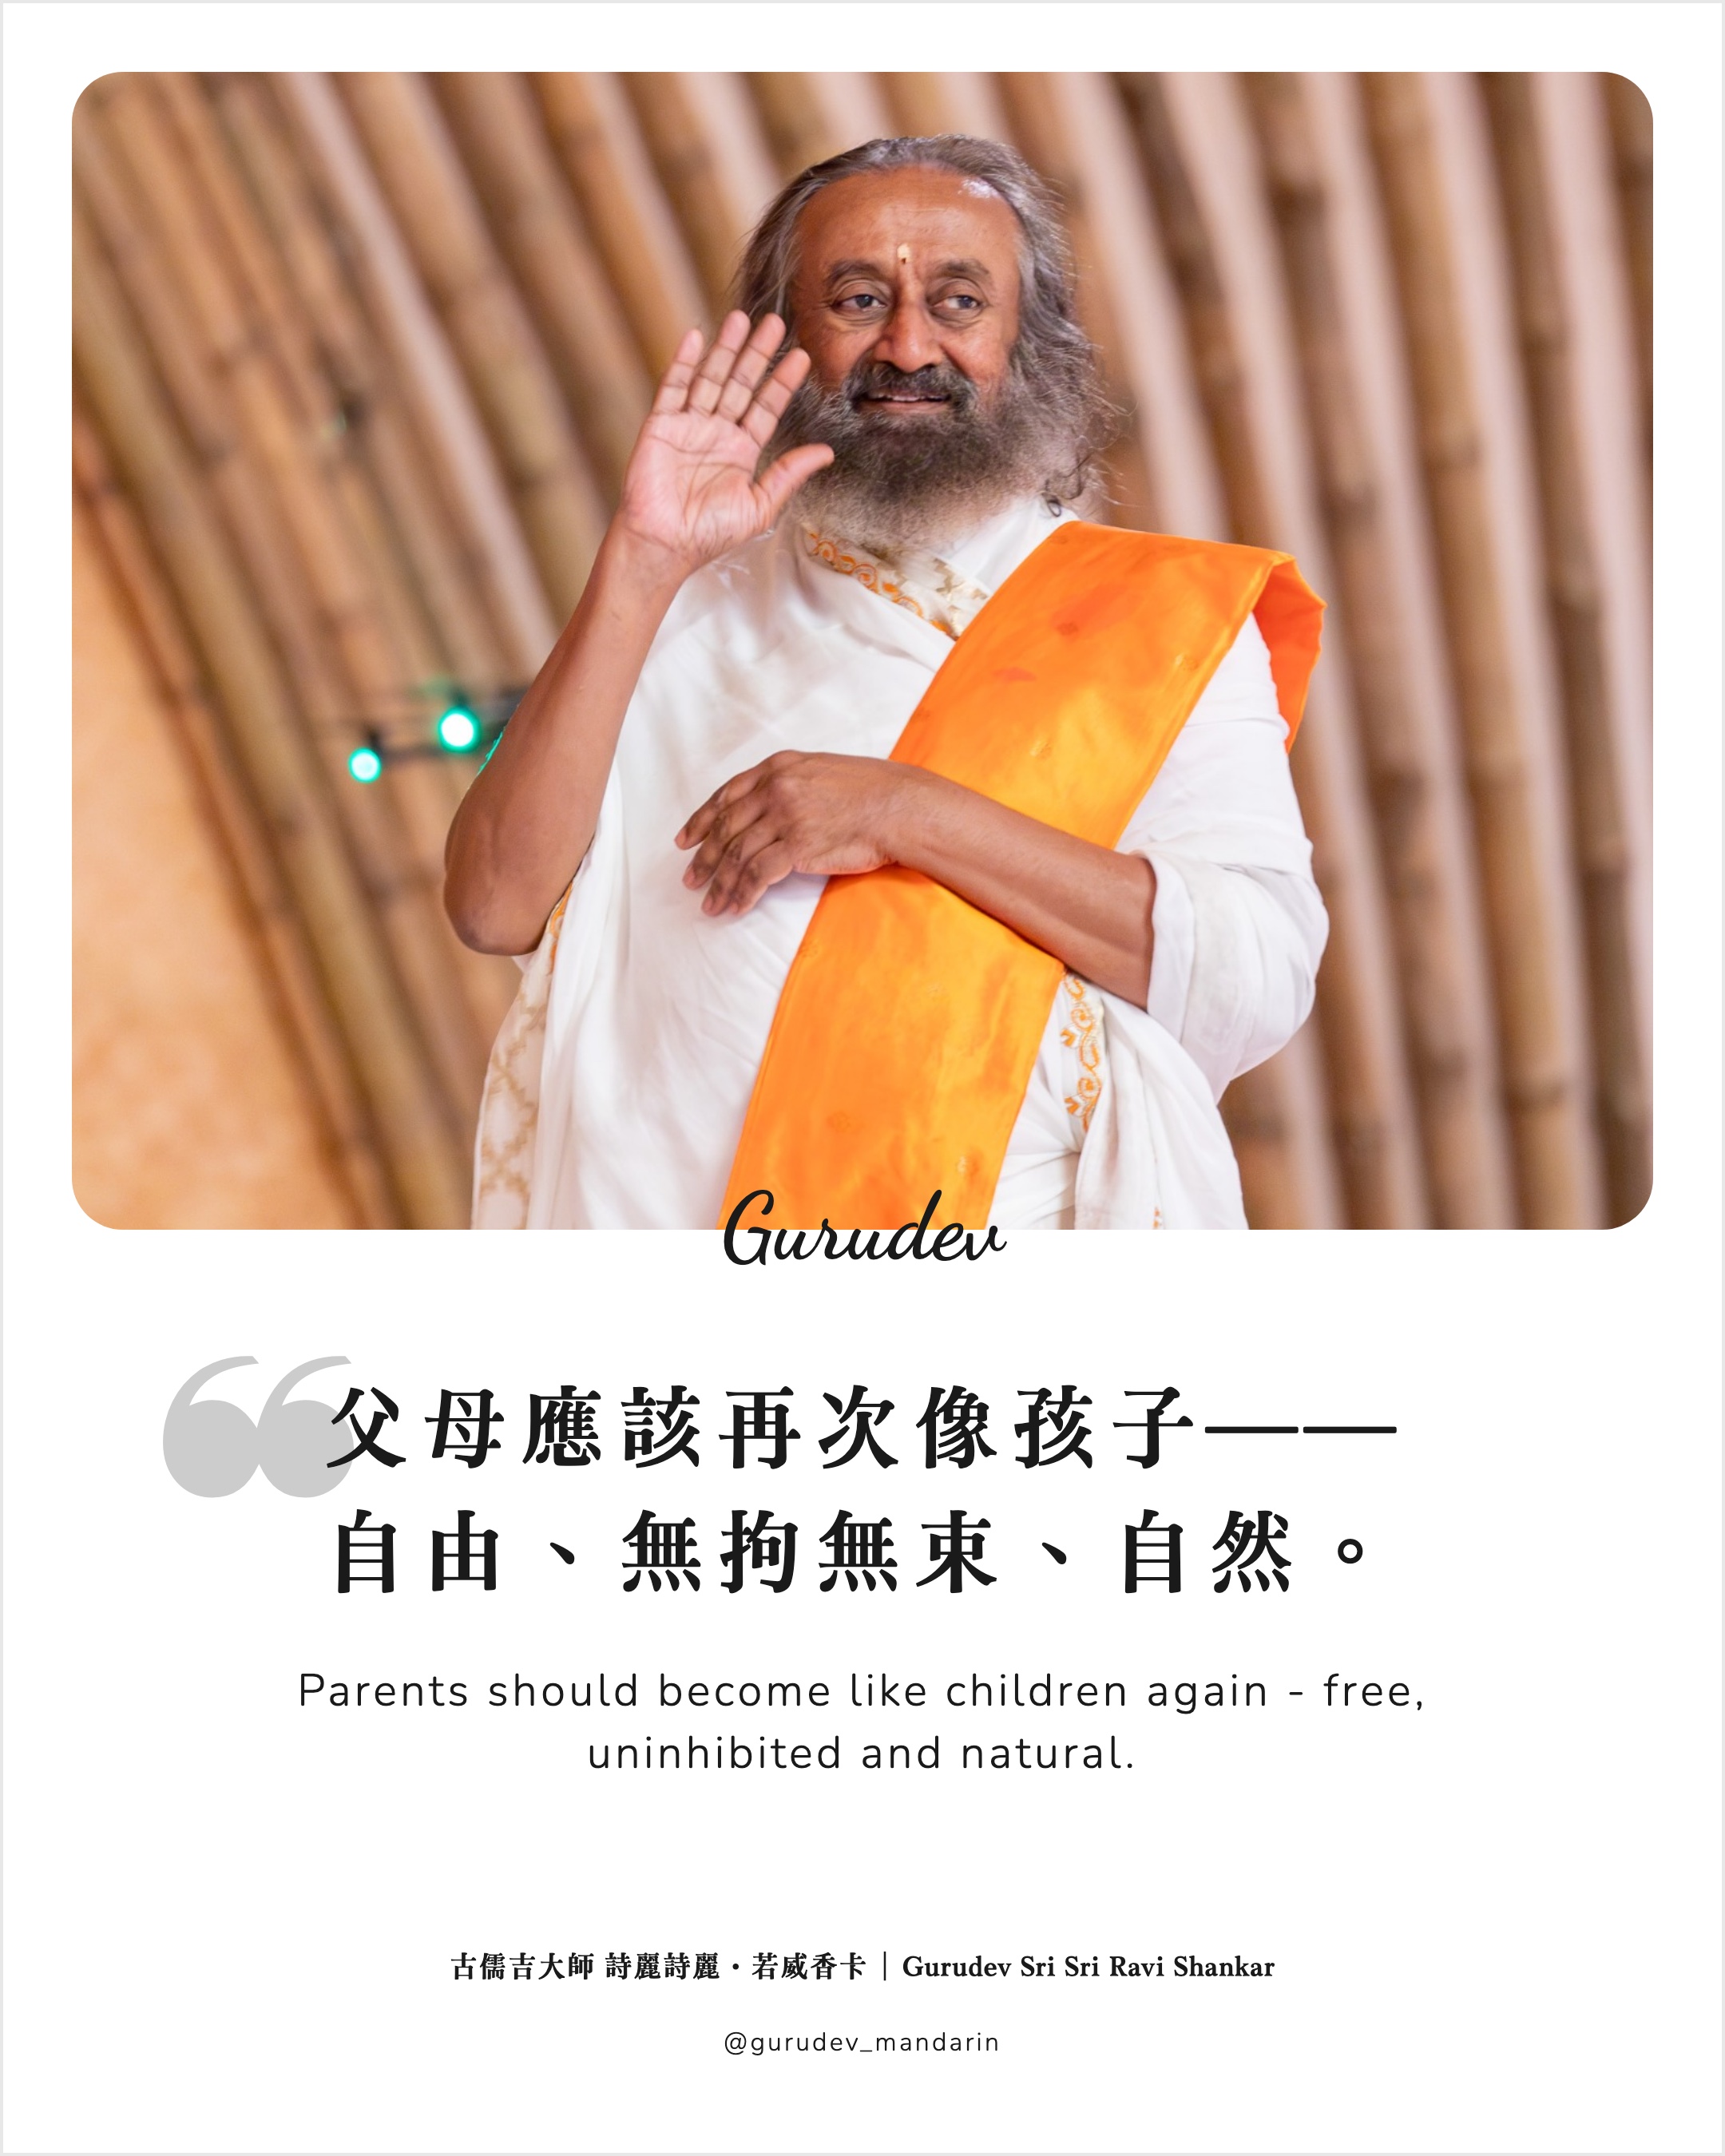 Gurudev
父母應該再次像孩子——
自由、無拘無束、自然。
Parents should become like children again - free,
uninhibited and natural.
古儒吉大師 詩麗詩麗・若威香卡｜Gurudev Sri Sri Ravi Shankar
@gurudev_mandarin